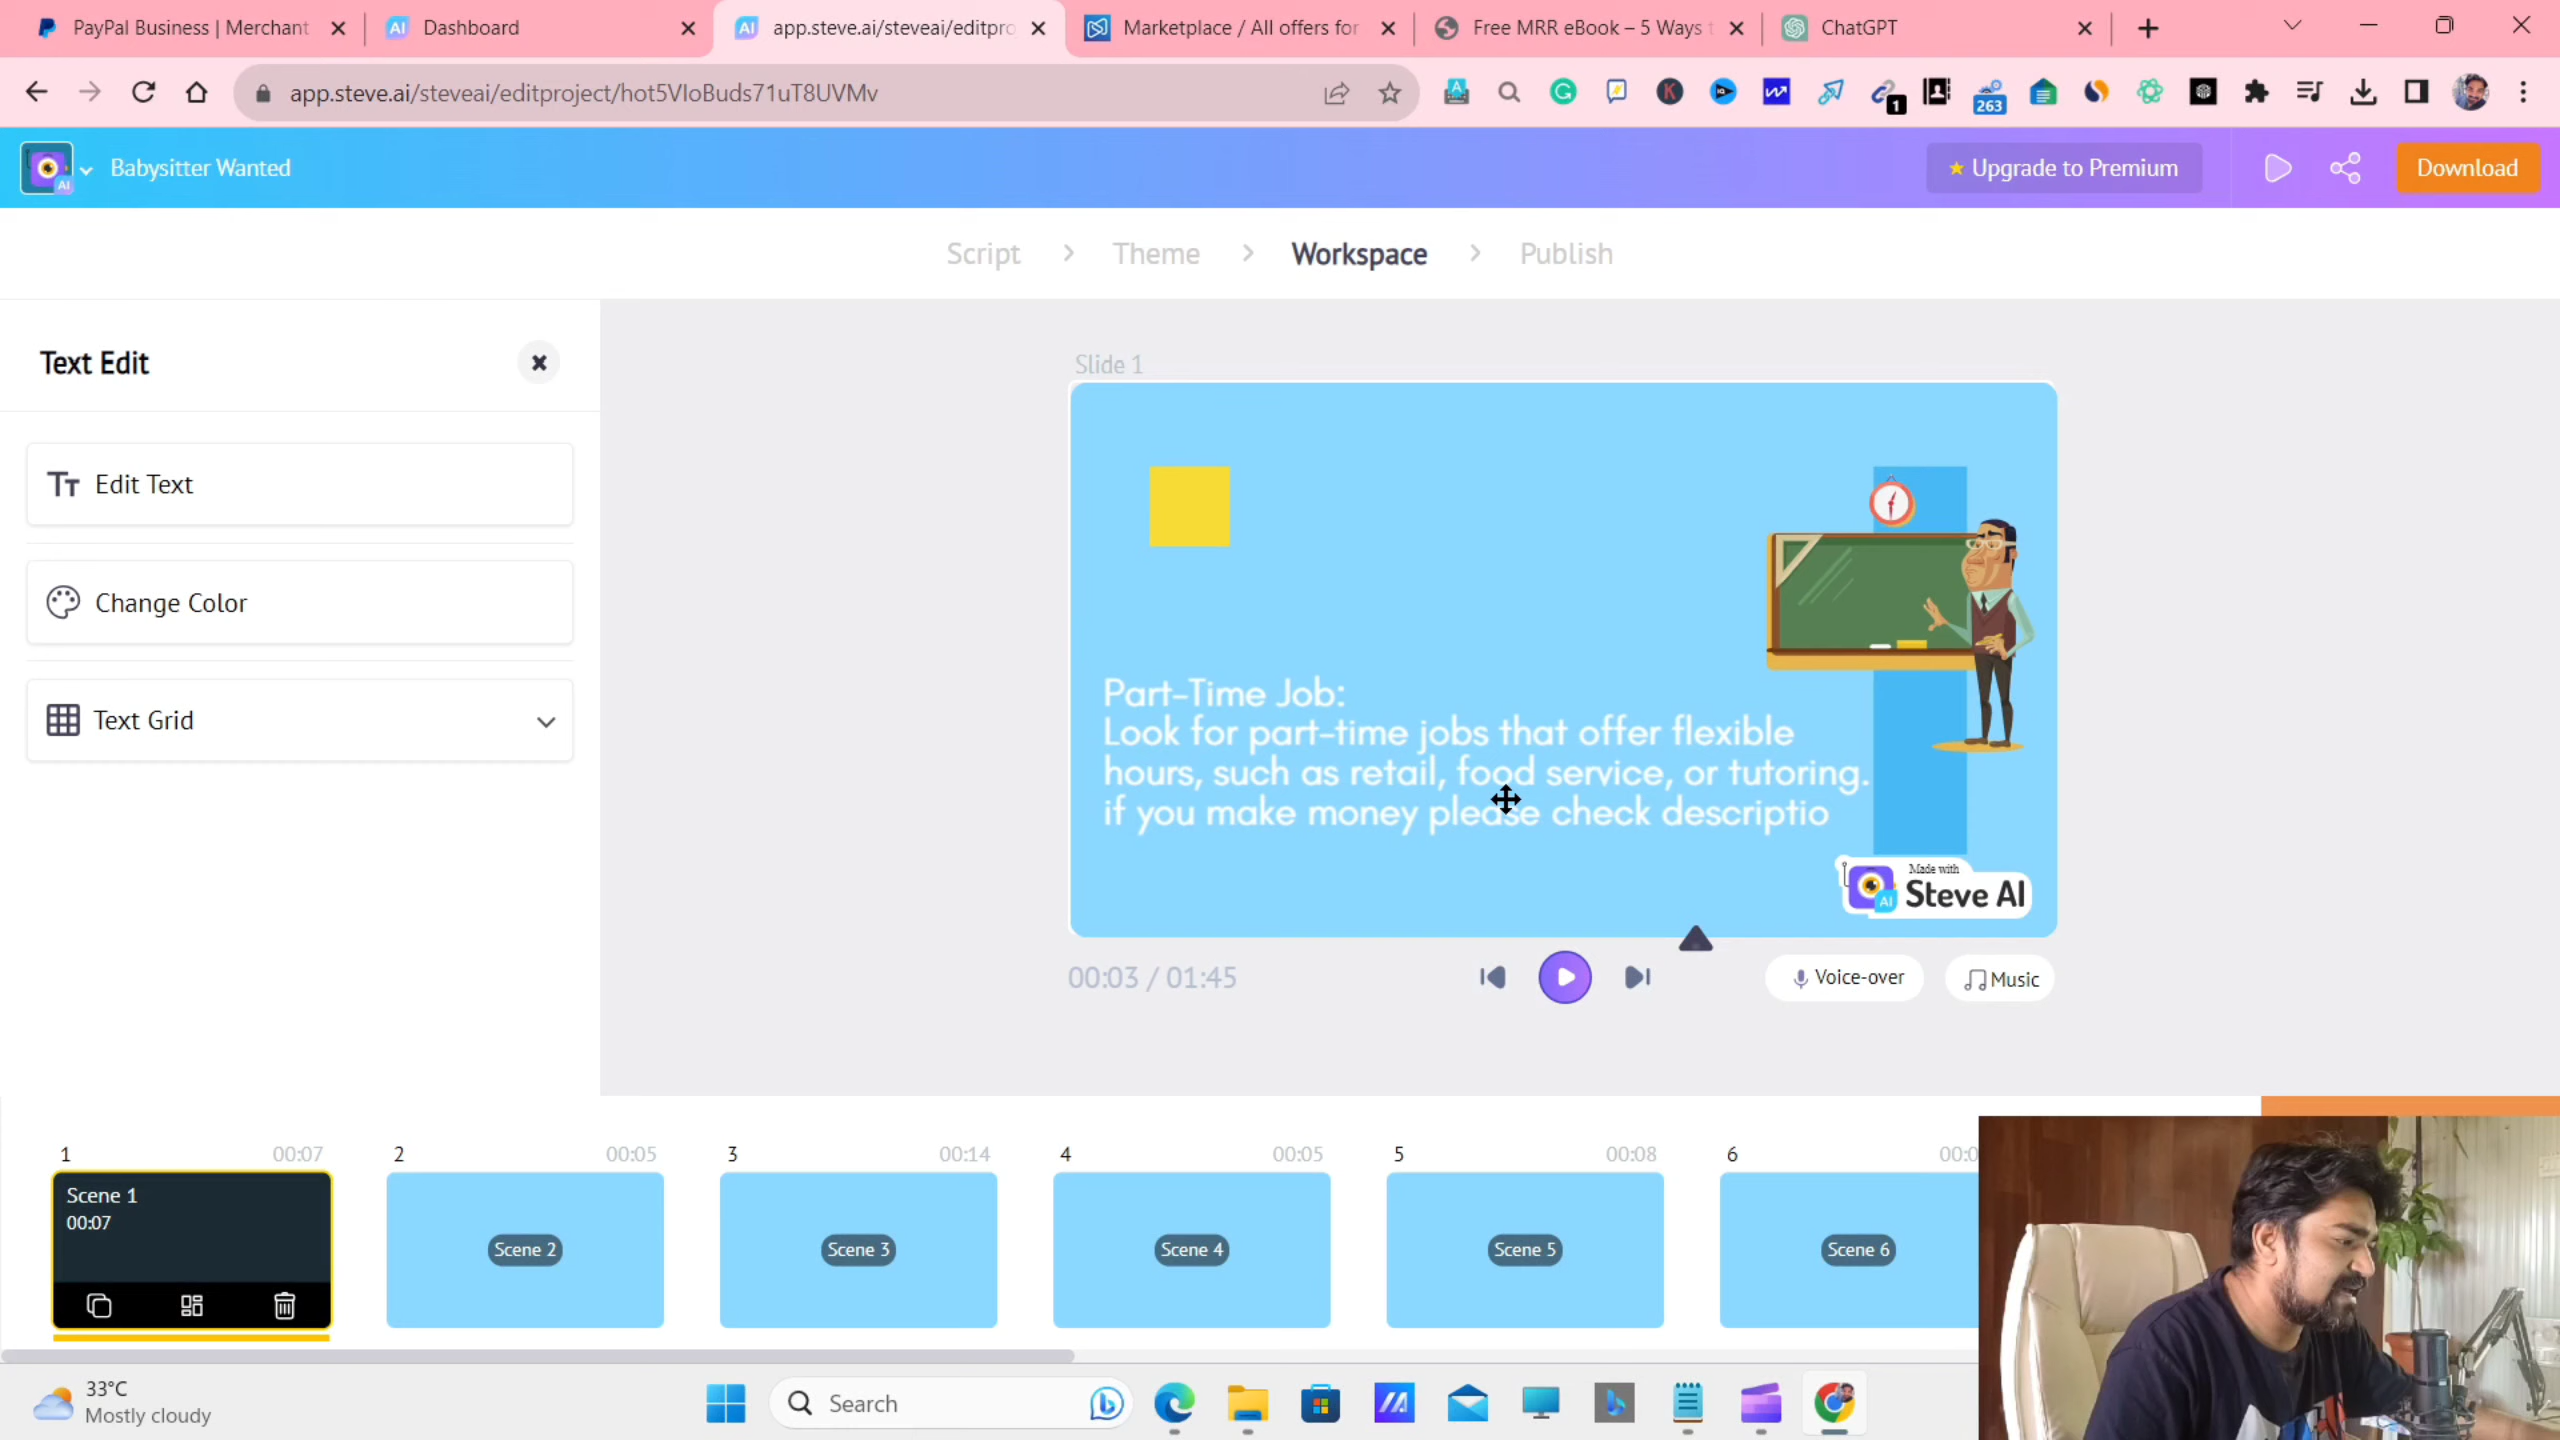 PayPal Business | Merchant
Dashboard
app.steve.ai/steveai/editpro
Marketplace / All offers for
Free MRR eBook – 5 Ways t
ChatGPT
app.steve.ai/steveai/editproject/hot5VIoBuds71uT8UVMv
1
263
AI
Babysitter Wanted
Upgrade to Premium
Download
Script
Theme
Workspace
Publish
Text Edit
Edit Text
Change Color
Text Grid
Slide 1
Part-Time Job:
Look for part-time jobs that offer flexible
hours, such as retail, food service, or tutoring.
if you make money please check descriptio
Made with
AI Steve AI
00:03 / 01:45
Voice-over
Music
1 00:07
2 00:05
3 00:14
4 00:05
5 00:08
6 00:0
Scene 1
00:07
Scene 2
Scene 3
Scene 4
Scene 5
Scene 6
33°C
Mostly cloudy
Search